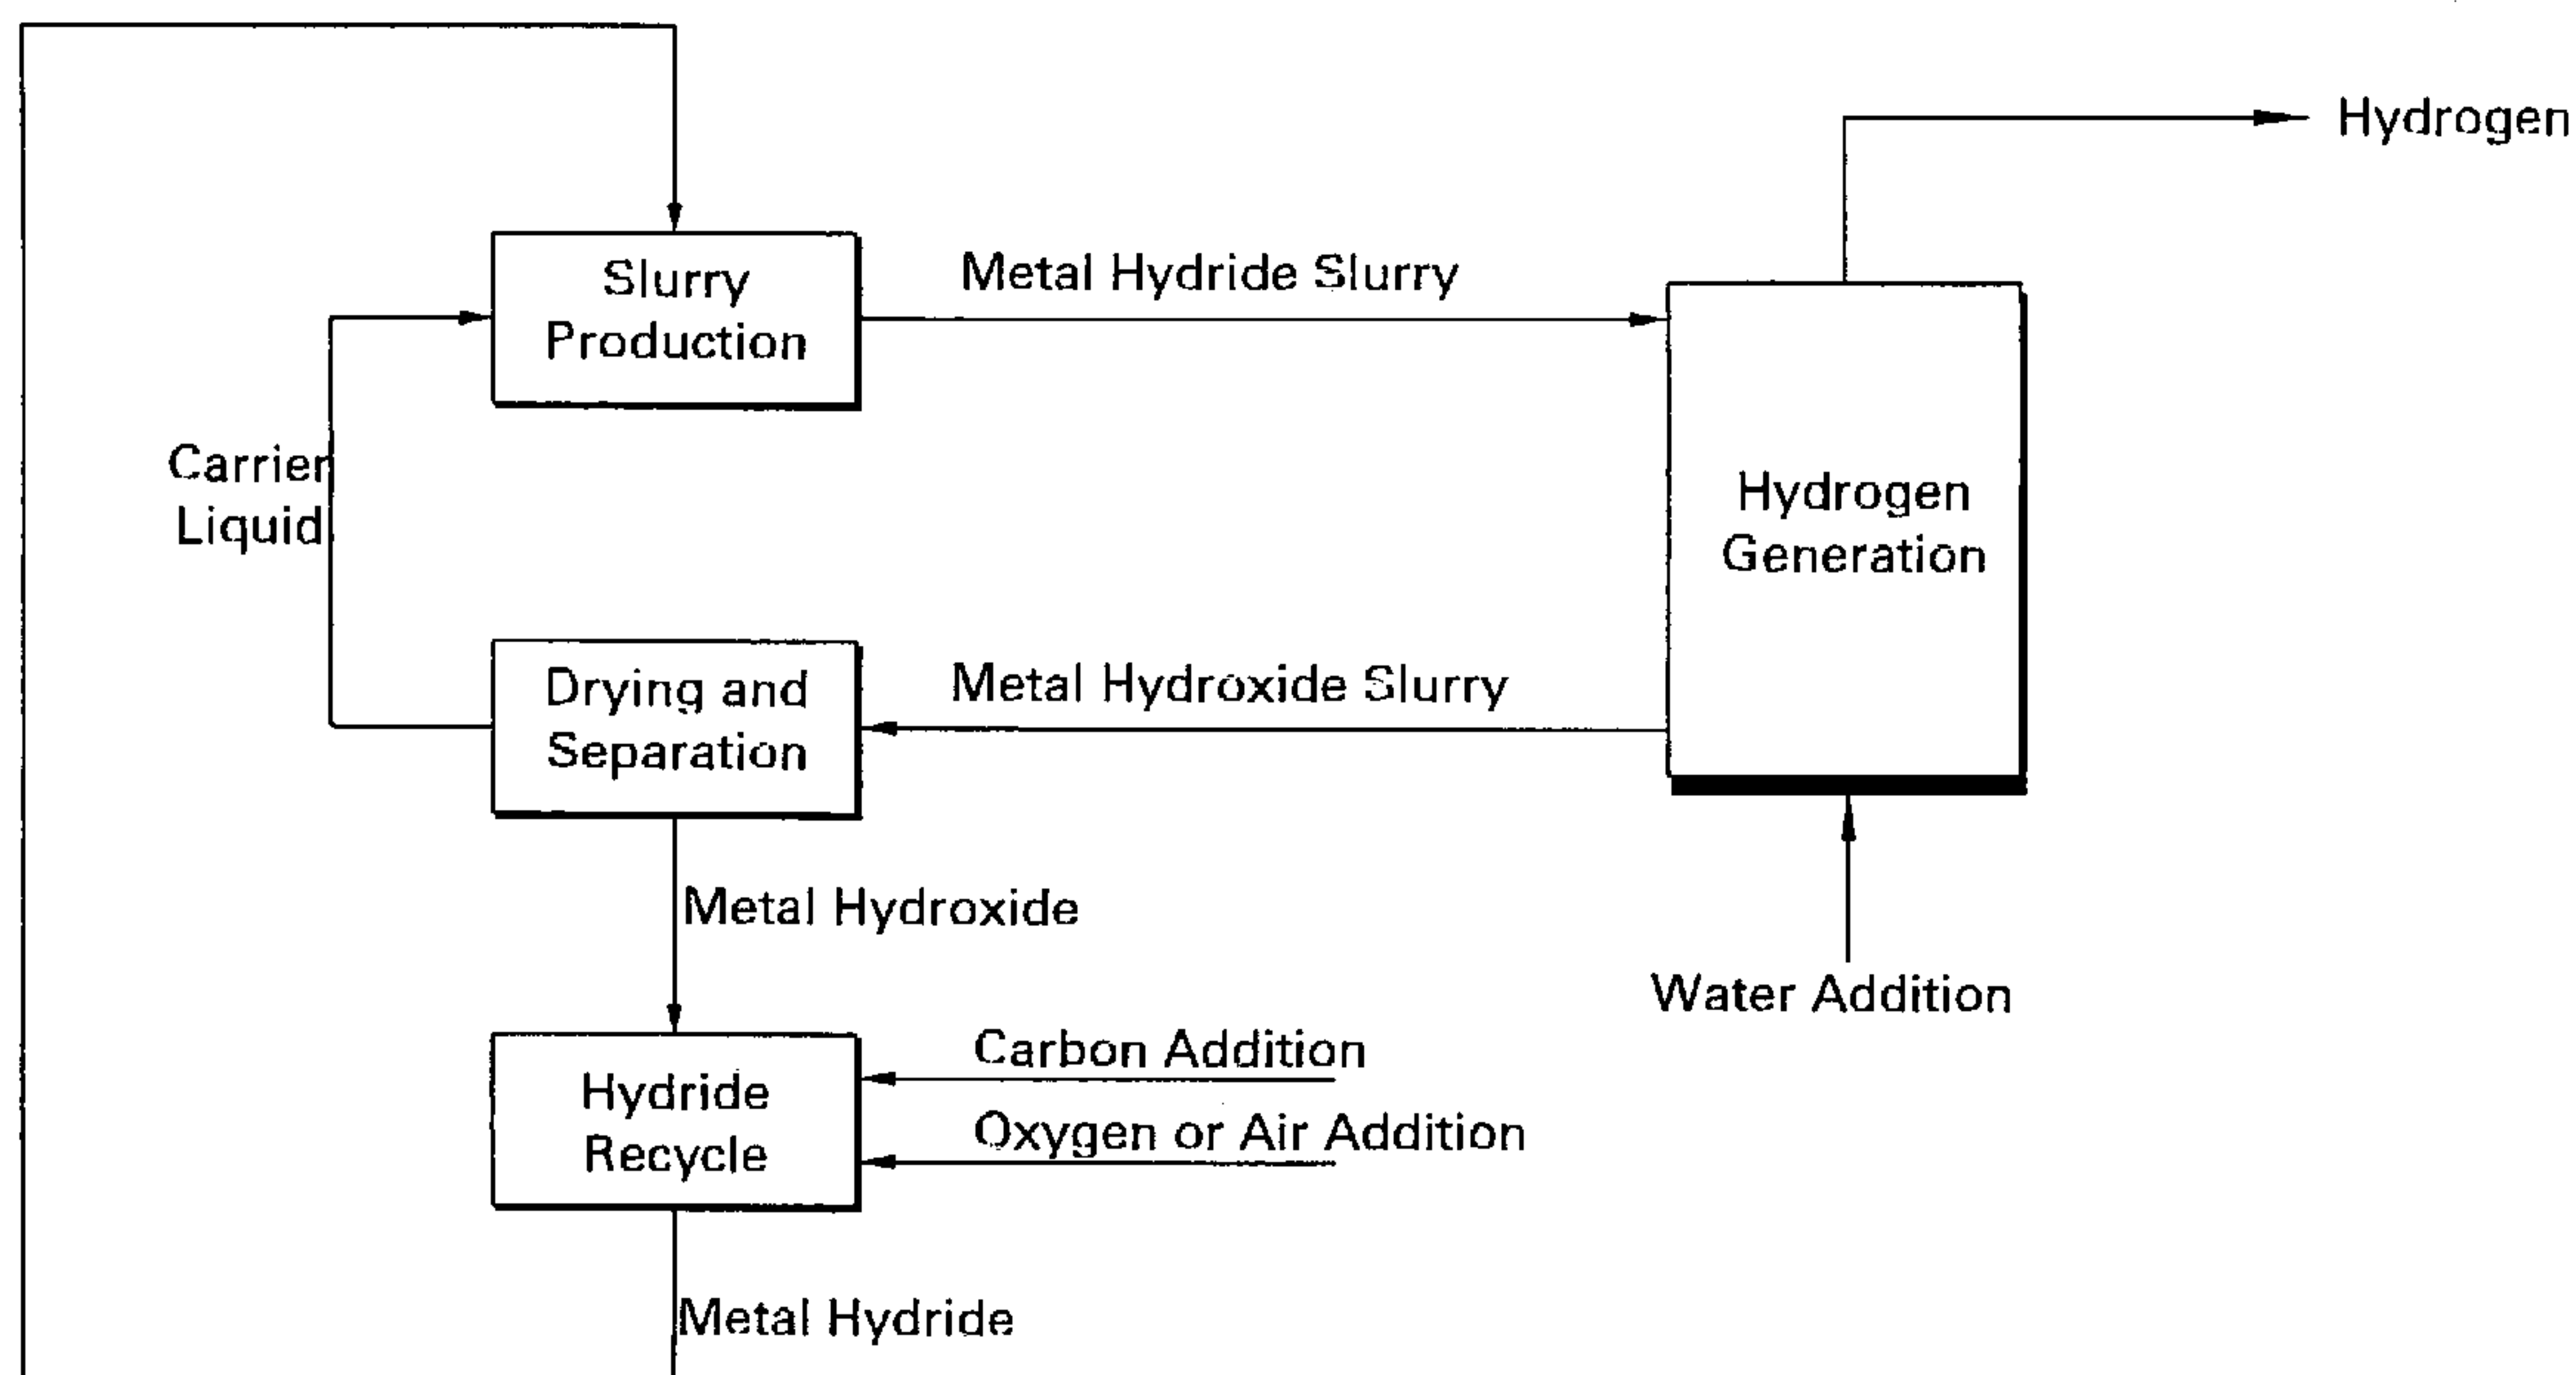 Hydrogen
Slurry
Production
Metal Hydride Slurry
Carrier
Liquid
Hydrogen
Generation
Drying and
Separation
Metal Hydroxide Slurry
Metal Hydroxide
Water Addition
Hydride
Recycle
Carbon Addition
Oxygen or Air Addition
Metal Hydride